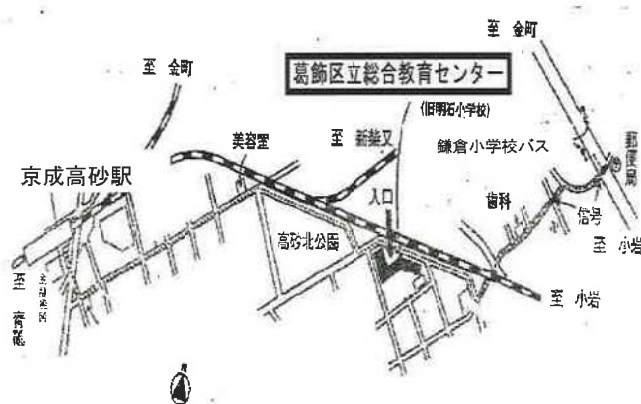 至 金町
至 金町
葛飾区立総合教育センター
(旧明石小学校)
鎌倉小学校バス
美容室
至 新柴又
郵便局
京成高砂駅
入口
歯科
信号
高砂北公園
至 小岩
至 小岩
至 青砥